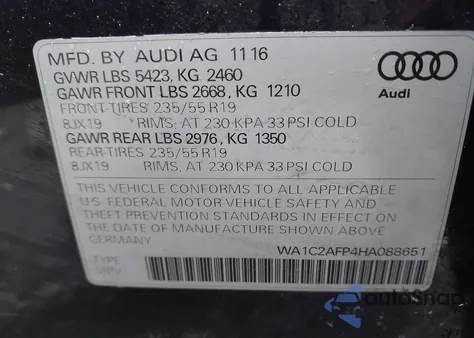 MFD. BY AUDI AG 11 16
GVWR LBS 5423, KG 2460
GAWR FRONT LBS 2668, KG 1210
FRONT-TIRES 235/55 R19
8JX19 "RIMS, AT 230 KPA 33 PSI COLD
GAWR REAR LBS 2976, KG 1350
REAR-TIRES 235/55 R19
8JX19 "RIMS, AT 230 KPA 33 PSI COLD
Audi
THIS VEHICLE CONFORMS TO ALL APPLICABLE
U.S. FEDERAL MOTOR VEHICLE SAFETY AND
THEFT PREVENTION STANDARDS IN EFFECT ON
THE DATE OF MANUFACTURE SHOWN ABOVE
GERMANY WA1C2AFP4HA088651
TYPE
MPV
autoSnap